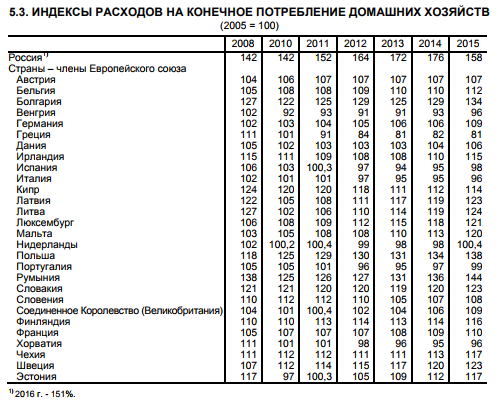 5.3. ИНДЕКСЫ РАСХОДОВ НА КОНЕЧНОЕ ПОТРЕБЛЕНИЕ ДОМАШНИХ ХОЗЯЙСТВ
(2005 = 100)
2008 2010 2011 2012 2013 2014 2015
Россия1) 142 142 152 164 172 176 158
Страны – члены Европейского союза
Австрия 104 106 107 107 107 107 107
Бельгия 105 108 108 109 110 110 112
Болгария 127 122 125 129 125 129 134
Венгрия 102 92 93 91 91 93 96
Германия 102 103 104 105 106 106 109
Греция 111 101 91 84 81 82 81
Дания 105 102 103 103 103 104 106
Ирландия 115 111 109 108 108 110 115
Испания 106 103 100,3 97 94 95 98
Италия 102 101 101 97 95 95 96
Кипр 124 120 120 118 111 112 114
Латвия 122 105 108 111 117 119 123
Литва 127 102 106 110 114 119 124
Люксембург 106 108 109 112 115 118 121
Мальта 103 105 108 108 110 113 120
Нидерланды 102 100,2 100,4 99 98 98 100,4
Польша 118 125 129 130 131 134 138
Португалия 105 105 101 96 95 97 99
Румыния 138 125 126 127 131 136 144
Словакия 121 121 120 120 119 120 123
Словения 110 112 112 110 105 107 108
Соединенное Королевство (Великобритания) 104 101 100,4 102 104 106 109
Финляндия 110 110 113 114 113 114 116
Франция 105 107 107 107 108 109 110
Хорватия 111 101 101 98 96 95 96
Чехия 111 112 112 111 111 113 117
Швеция 107 112 114 115 117 120 123
Эстония 117 97 100,3 105 109 112 117
1) 2016 г. - 151%.